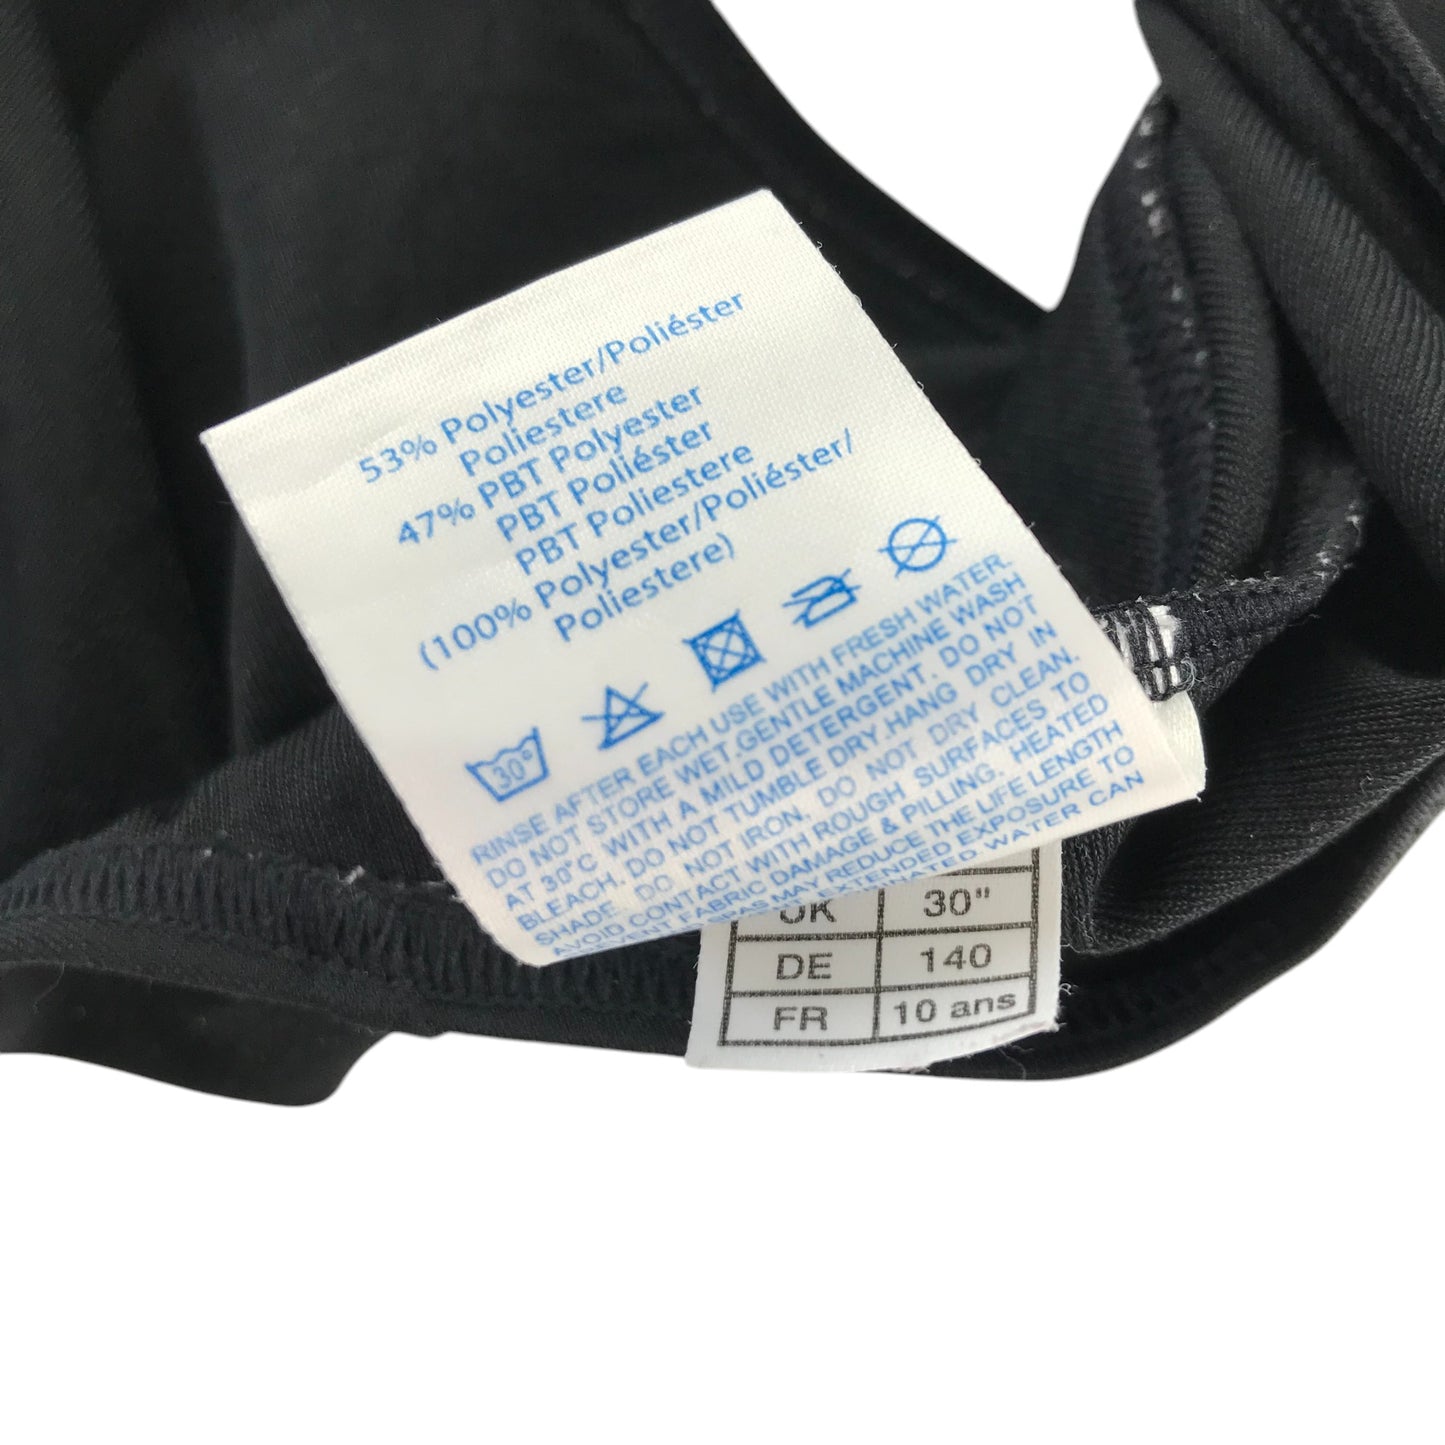 53% Polyester/Poliéster
Poliestere
47% PBT Polyester
PBT Poliéster
PBT Poliestere
(100% Polyester/Poliéster/
Poliestere)
30°
RINSE AFTER EACH USE WITH FRESH WATER.
DO NOT STORE WET.GENTLE MACHINE WASH
AT 30°C WITH A MILD DETERGENT. DO NOT
BLEACH. DO NOT TUMBLE DRY.HANG DRY IN
SHADE. DO NOT IRON. DO NOT DRY CLEAN.
AVOID CONTACT WITH ROUGH SURFACES TO
PREVENT FABRIC DAMAGE & PILLING. HEATED
SPAS MAY REDUCE THE LIFE LENGTH
EXTENDED EXPOSURE TO
WATER CAN
UK 30"
DE 140
FR 10 ans